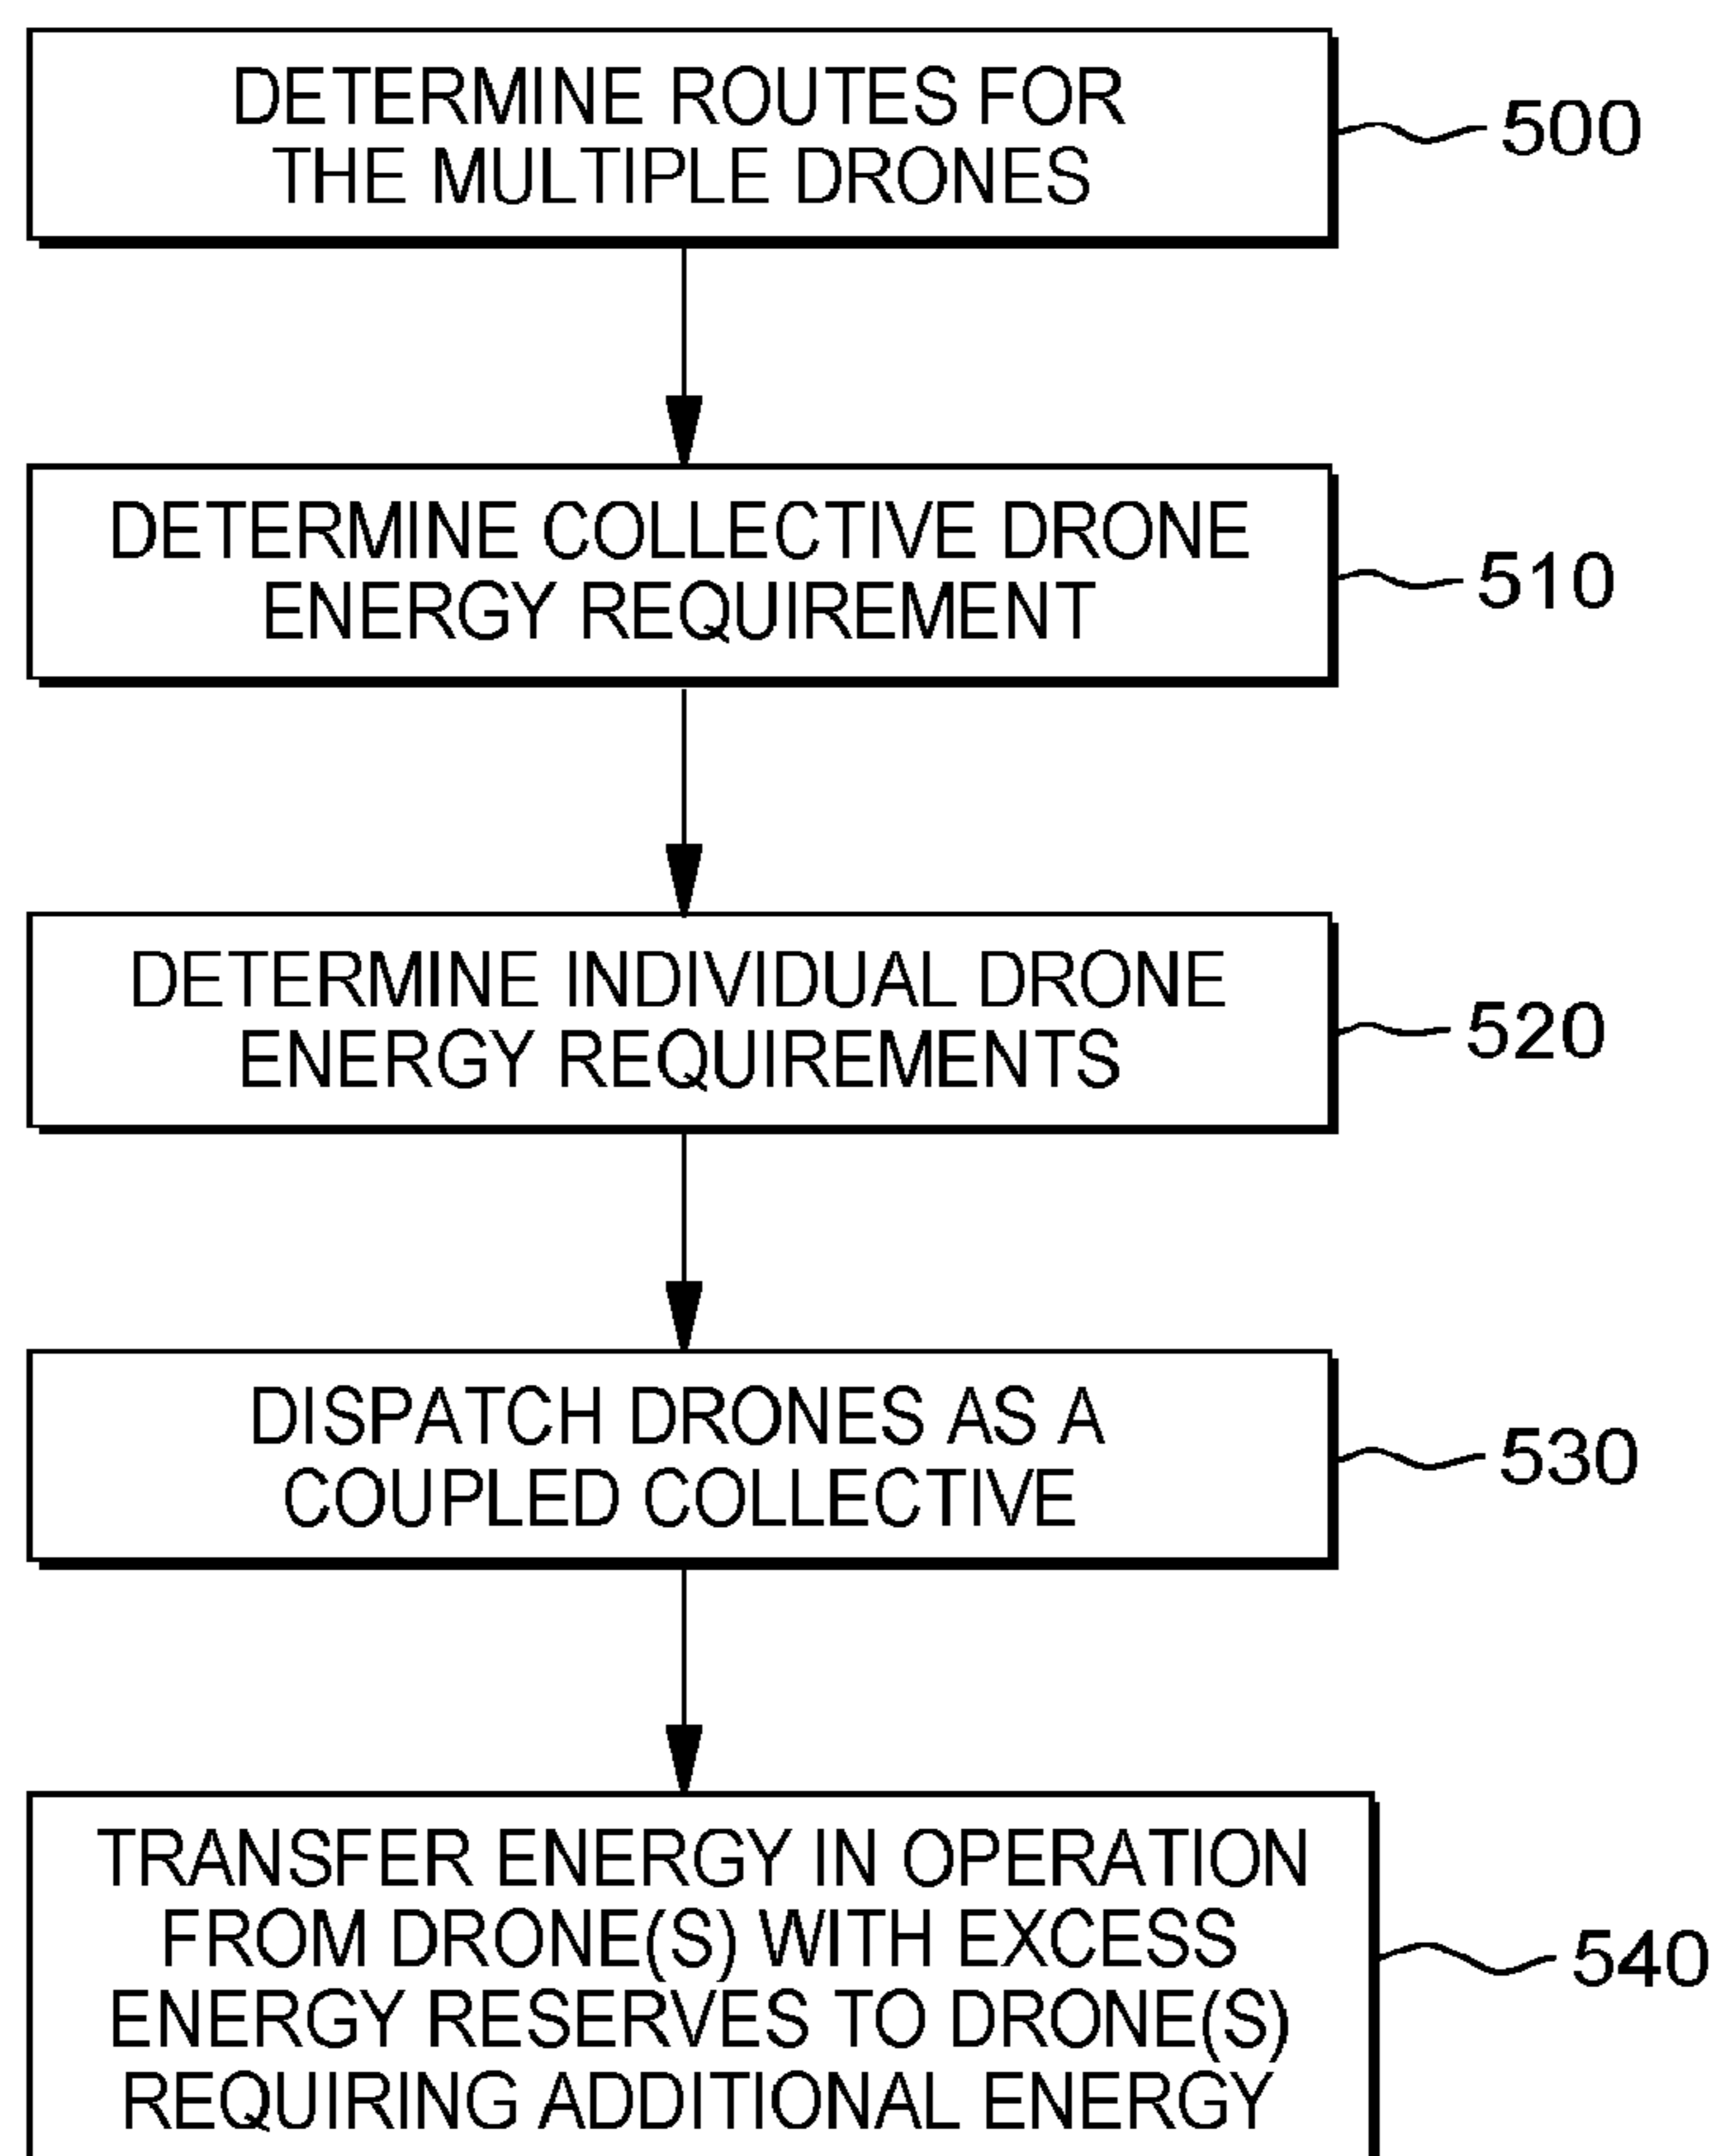 DETERMINE ROUTES FOR
THE MULTIPLE DRONES
500
DETERMINE COLLECTIVE DRONE
ENERGY REQUIREMENT
510
DETERMINE INDIVIDUAL DRONE
ENERGY REQUIREMENTS
520
DISPATCH DRONES AS A
COUPLED COLLECTIVE
530
TRANSFER ENERGY IN OPERATION
FROM DRONE(S) WITH EXCESS
ENERGY RESERVES TO DRONE(S)
REQUIRING ADDITIONAL ENERGY
540